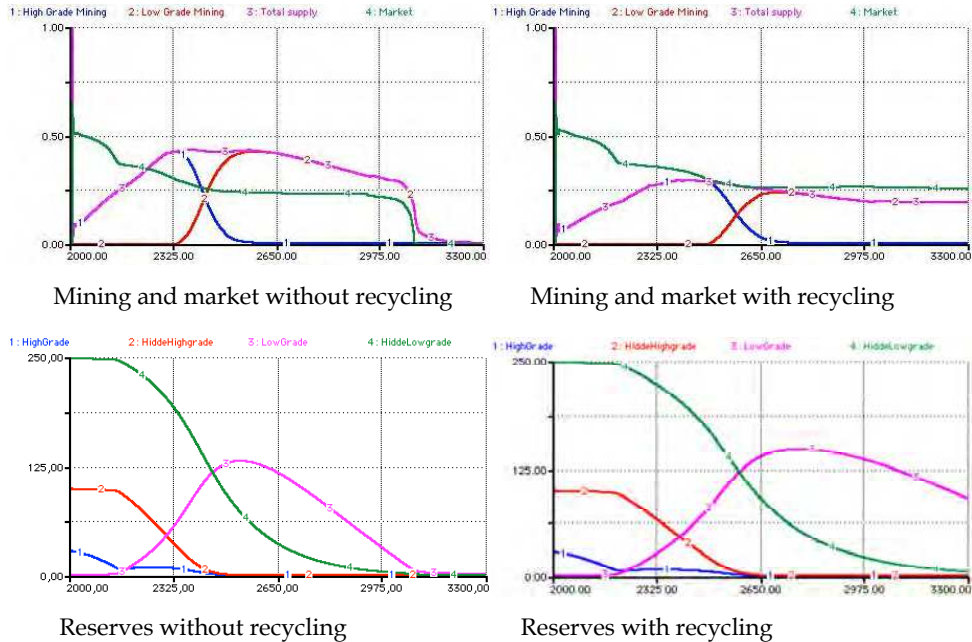 1: High Grade Mining 2: Low Grade Mining 3: Total supply 4: Market
1.00
0.50
0.00
2000,00 2325,00 2650,00 2975,00 3300,00
Mining and market without recycling
1: High Grade Mining 2: Low Grade Mining 3: Total supply 4: Market
1.00
0.50
0.00
2000,00 2325,00 2650,00 2975,00 3300,00
Mining and market with recycling
1: HighGrade 2: HiddeHighgrade 3: LowGrade 4: HiddeLowgrade
250,00
125,00
0,00
2000,00 2325,00 2650,00 2975,00 3300,00
Reserves without recycling
1: HighGrade 2: HiddeHighgrade 3: LowGrade 4: HiddeLowgrade
250.00
125.00
0.00
2000,00 2325,00 2650,00 2975,00 3300,00
Reserves with recycling